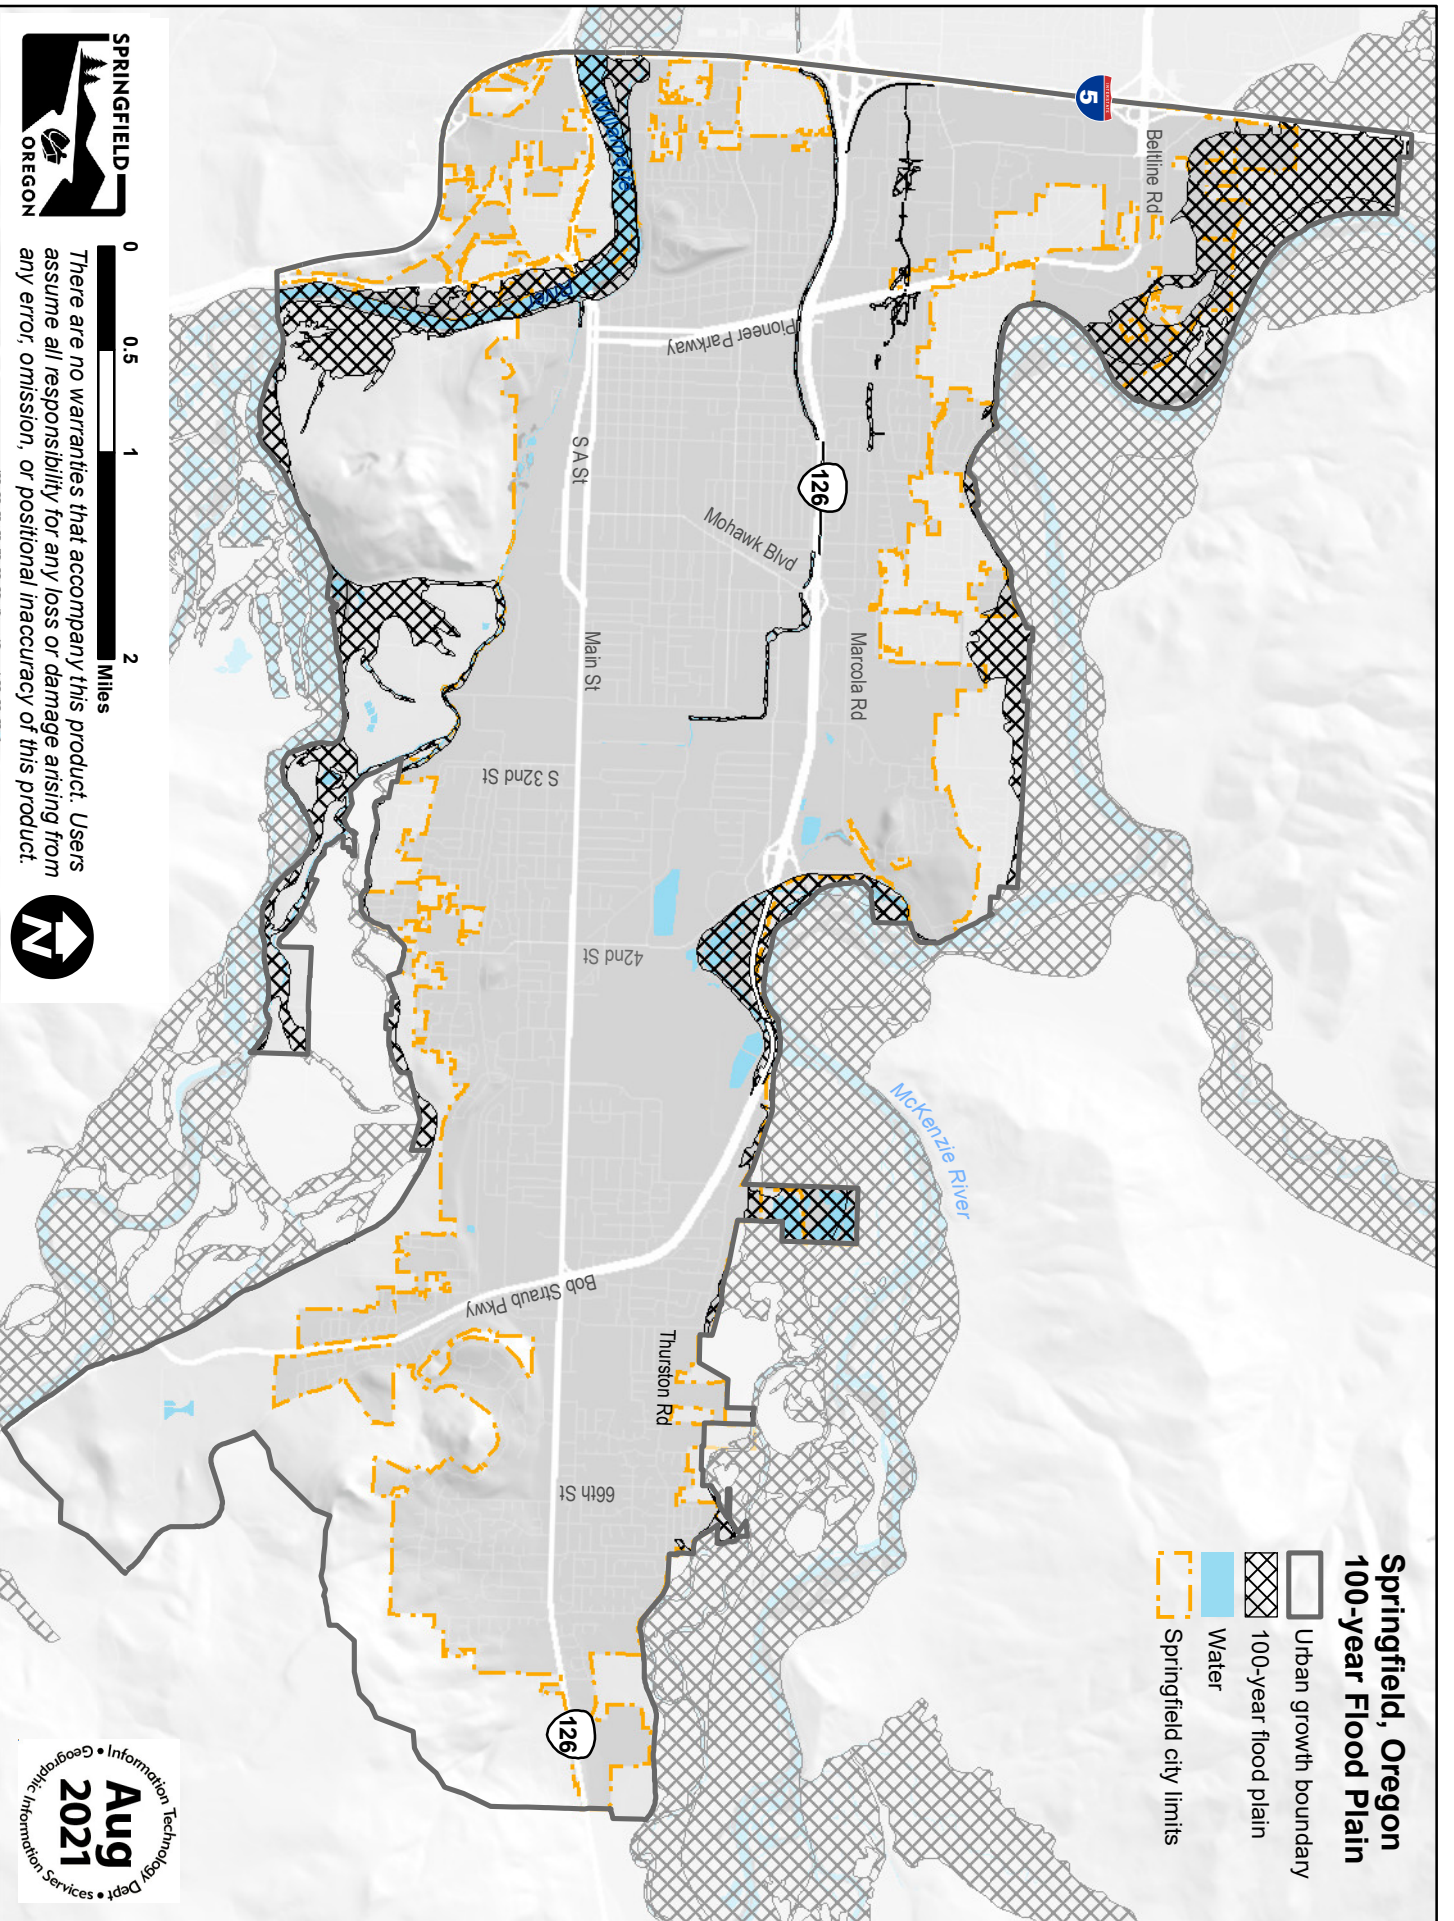 Springfield, Oregon
100-year Flood Plain
Urban growth boundary
100-year flood plain
Water
Springfield city limits
INTERSTATE
5
Beltline Rd
McKenzie River
Marcola Rd
126
Mohawk Blvd
Pioneer Parkway
Willamette
River
S A St
Main St
S 32nd St
42nd St
Bob Straub Pkwy
Thurston Rd
66th St
126
SPRINGFIELD
OREGON
0 0.5 1 2
Miles
There are no warranties that accompany this product. Users
assume all responsibility for any loss or damage arising from
any error, omission, or positional inaccuracy of this product.
N
Information Technology Dept •
Aug
2021
Geographic Information Services •